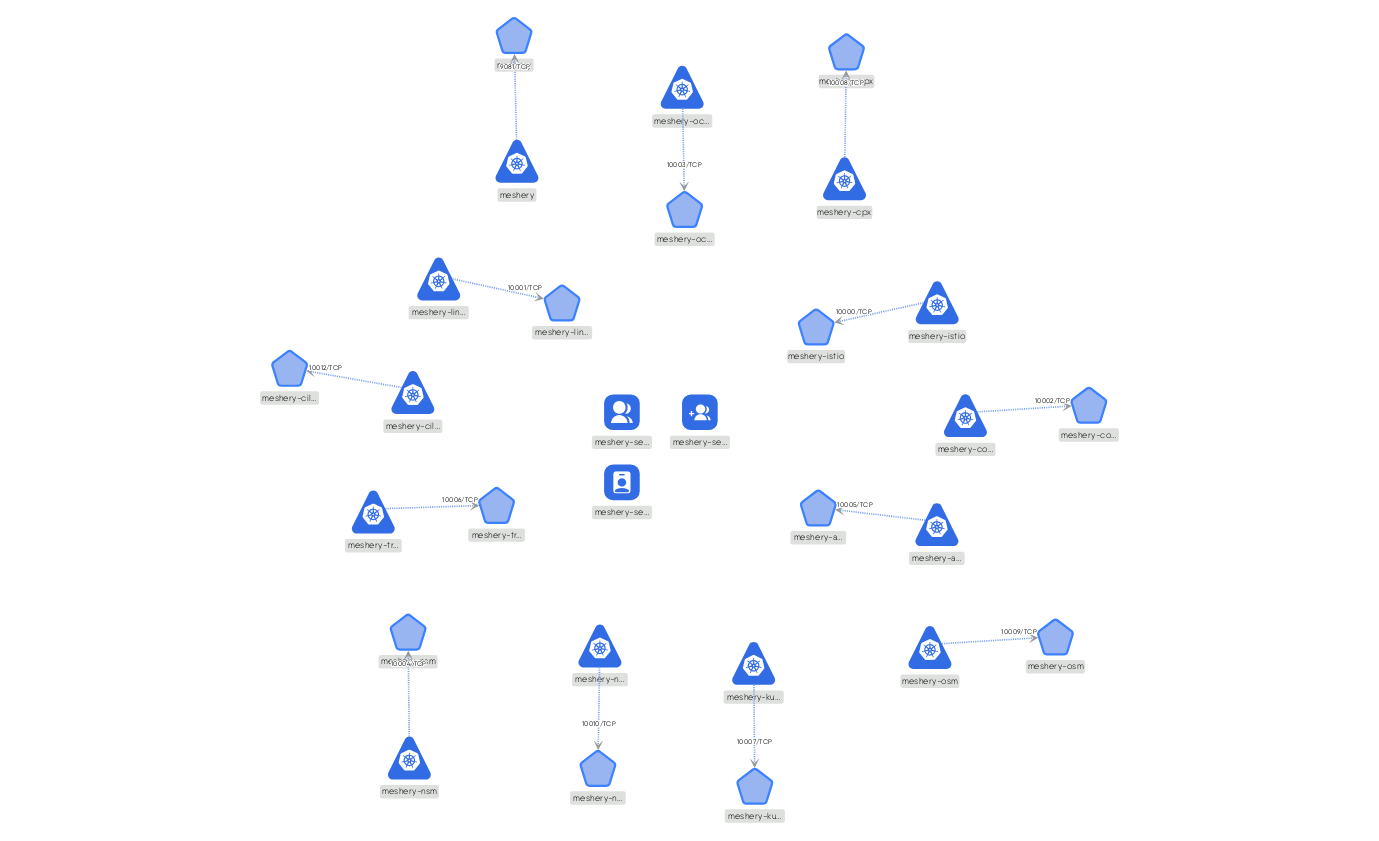 9081/TCP
meshery
meshery-oc...
10003/TCP
meshery-oc...
10008/TCP
meshery-cpx
meshery-lin...
10001/TCP
meshery-lin...
10000/TCP
meshery-istio
meshery-istio
10012/TCP
meshery-cil...
meshery-cil...
meshery-se...
meshery-se...
meshery-se...
10002/TCP
meshery-co...
meshery-co...
10006/TCP
meshery-tr...
meshery-tr...
10005/TCP
meshery-a...
meshery-a...
10004/TCP
meshery-nsm
meshery-n...
10010/TCP
meshery-n...
meshery-ku...
10007/TCP
meshery-ku...
10009/TCP
meshery-osm
meshery-osm